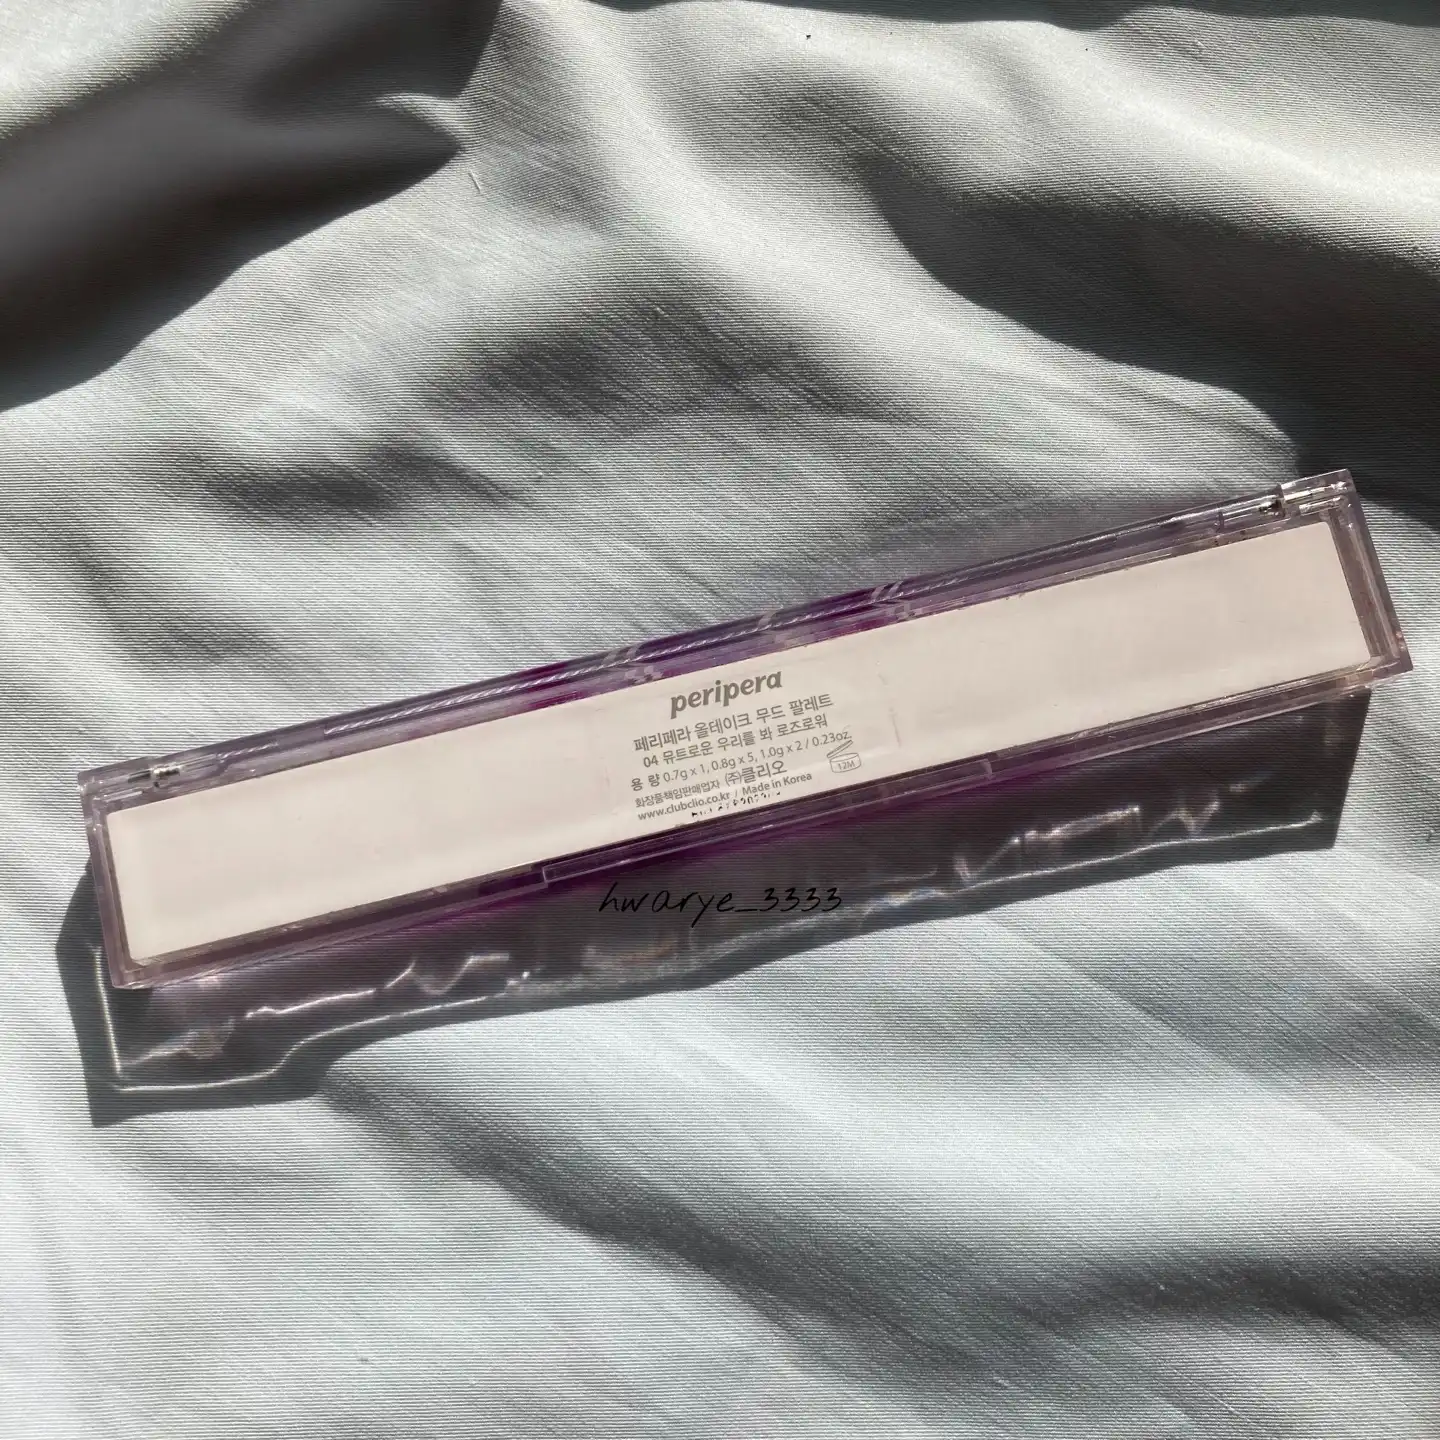 peripera
페리페라 올테이크 무드 팔레트
04 뮤트로운 우리를 봐 로즈로워
용 량 0.7g x 1, 0.8g x 5, 1.0g x 2 / 0.23oz.
화장품책임판매업자 (주)클리오
www.clubclio.co.kr / Made in Korea
12M
hwarye_3333